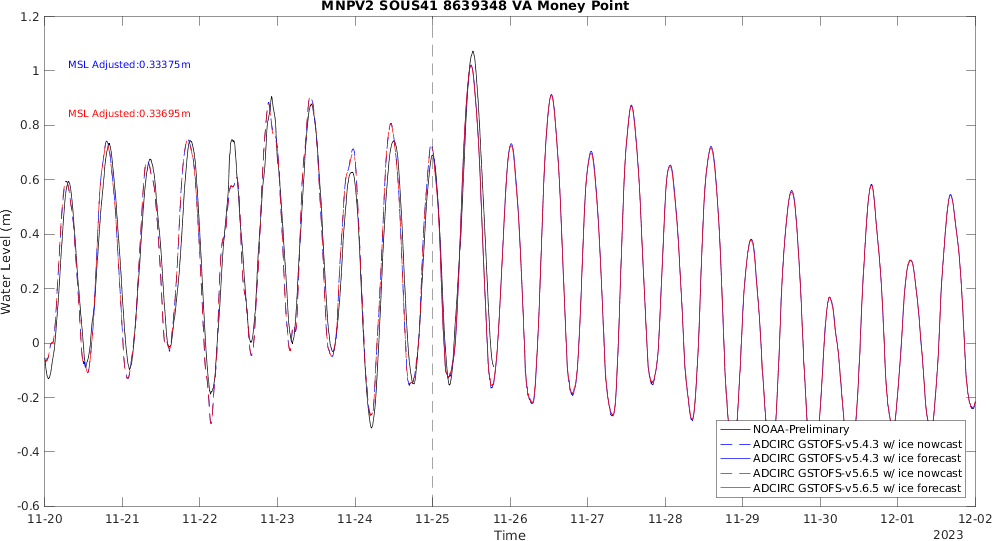 MNPV2 SOUS41 8639348 VA Money Point
1.2
1
0.8
0.6
0.4
0.2
0
-0.2
-0.4
-0.6
Water Level (m)
MSL Adjusted:0.33375m
MSL Adjusted:0.33695m
NOAA-Preliminary
ADCIRC GSTOFS-v5.4.3 w/ ice nowcast
ADCIRC GSTOFS-v5.4.3 w/ ice forecast
ADCIRC GSTOFS-v5.6.5 w/ ice nowcast
ADCIRC GSTOFS-v5.6.5 w/ ice forecast
11-20 11-21 11-22 11-23 11-24 11-25 11-26 11-27 11-28 11-29 11-30 12-01 12-02
Time
2023